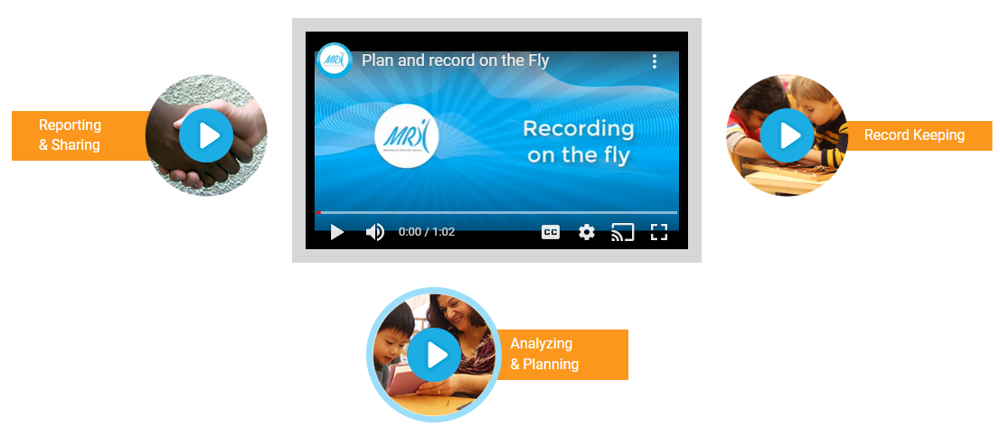 Plan and record on the Fly
MRX
Recording
on the fly
Reporting
& Sharing
Record Keeping
0:00 / 1:02
CC
Analyzing
& Planning